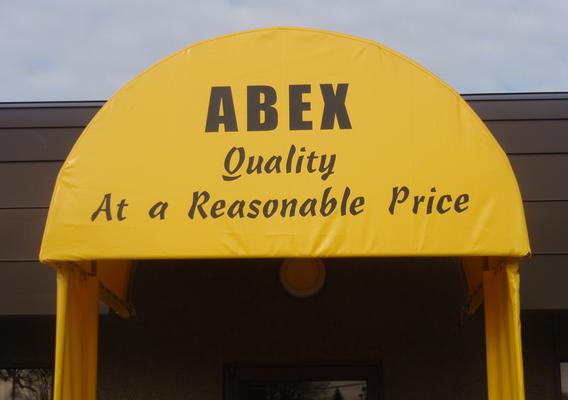 ABEX
Quality
At a Reasonable Price